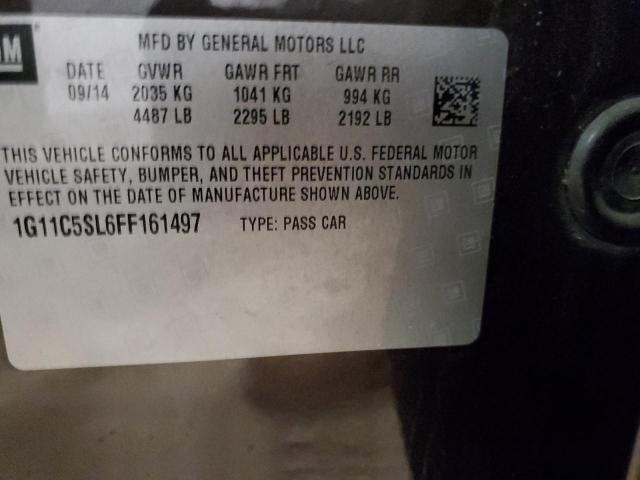 GM
MFD BY GENERAL MOTORS LLC
DATE GVWR GAWR FRT GAWR RR
09/14 2035 KG 1041 KG 994 KG
4487 LB 2295 LB 2192 LB
THIS VEHICLE CONFORMS TO ALL APPLICABLE U.S. FEDERAL MOTOR
VEHICLE SAFETY, BUMPER, AND THEFT PREVENTION STANDARDS IN
EFFECT ON THE DATE OF MANUFACTURE SHOWN ABOVE.
1G11C5SL6FF161497 TYPE: PASS CAR